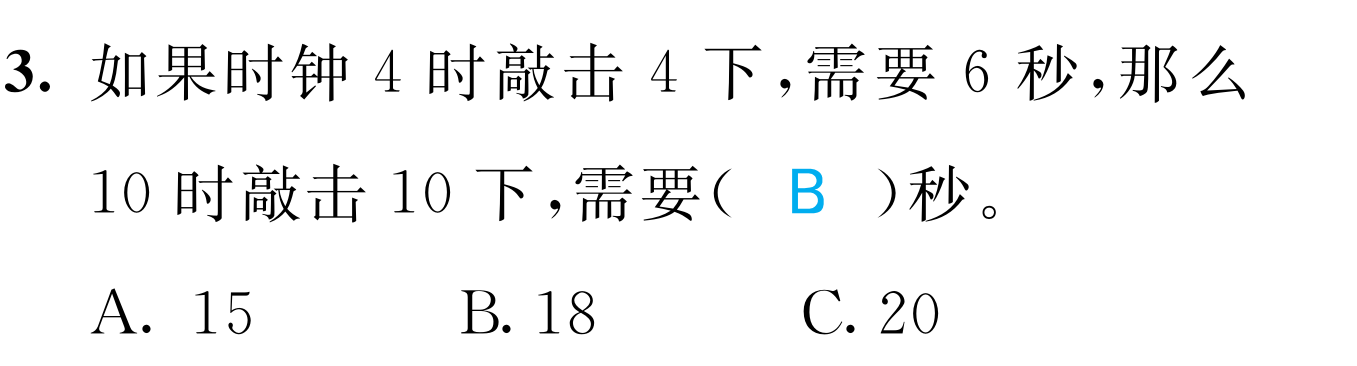 3. 如果时钟 4 时敲击 4 下,需要 6 秒,那么
10 时敲击 10 下,需要( B )秒。
A. 15 B. 18 C. 20